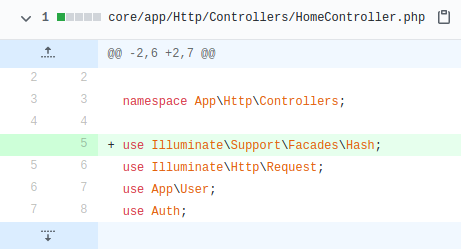 1 core/app/Http/Controllers/HomeController.php
@@ -2,6 +2,7 @@
2 2
3 3 namespace App\Http\Controllers;
4 4
5 + use Illuminate\Support\Facades\Hash;
5 6 use Illuminate\Http\Request;
6 7 use App\User;
7 8 use Auth;